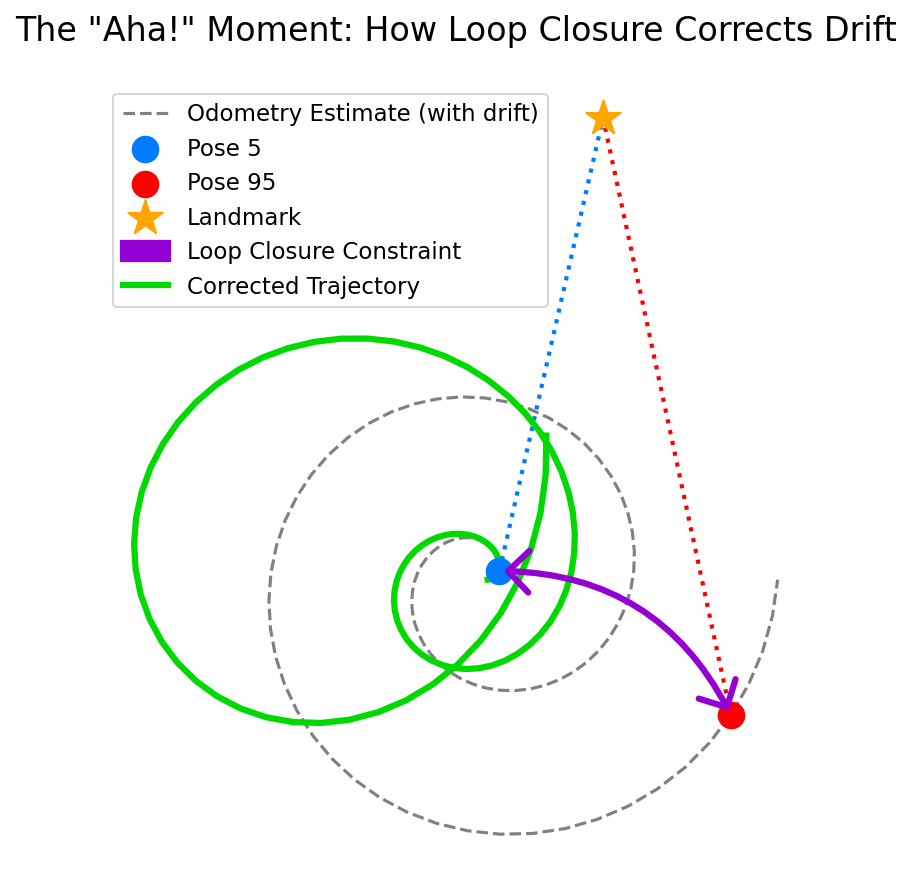 The "Aha!" Moment: How Loop Closure Corrects Drift
Odometry Estimate (with drift)
Pose 5
Pose 95
Landmark
Loop Closure Constraint
Corrected Trajectory